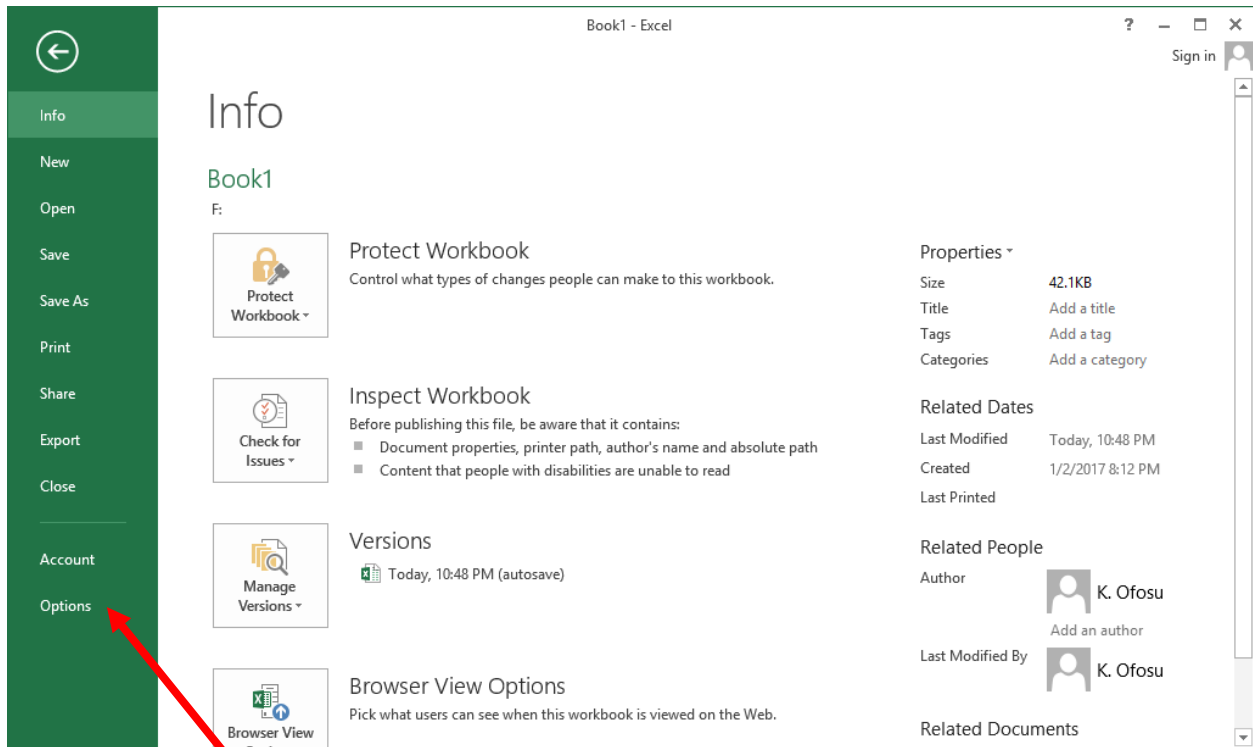 Book1 - Excel
?
Sign in
Info
New
Open
Save
Save As
Print
Share
Export
Close
Account
Options
Info
Book1
F:
Protect
Workbook
Protect Workbook
Control what types of changes people can make to this workbook.
Check for
Issues
Inspect Workbook
Before publishing this file, be aware that it contains:
Document properties, printer path, author's name and absolute path
Content that people with disabilities are unable to read
Manage
Versions
Versions
Today, 10:48 PM (autosave)
Browser View
Browser View Options
Pick what users can see when this workbook is viewed on the Web.
Properties
Size 42.1KB
Title Add a title
Tags Add a tag
Categories Add a category
Related Dates
Last Modified Today, 10:48 PM
Created 1/2/2017 8:12 PM
Last Printed
Related People
Author K. Ofosu
Add an author
Last Modified By K. Ofosu
Related Documents